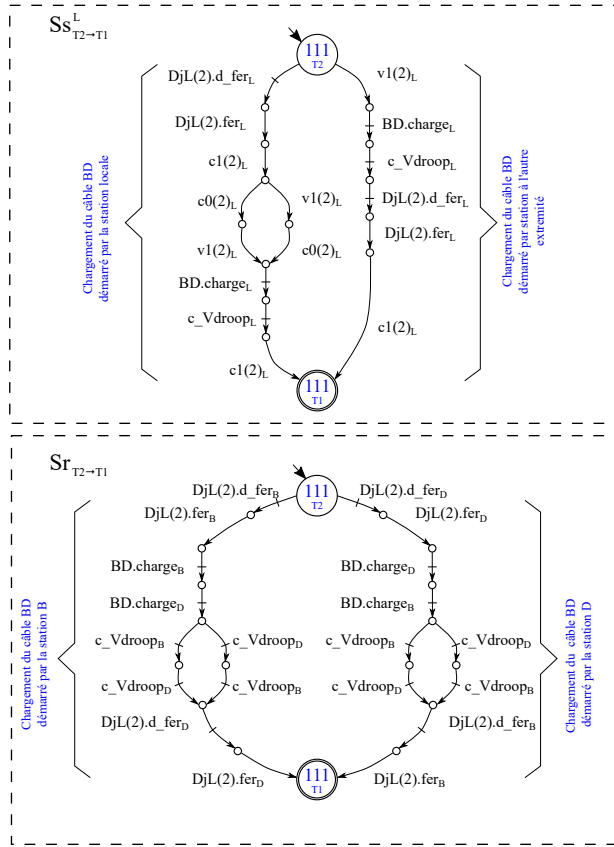 Ss^L_T2→T1
111
T2
DjL(2).d_fer_L
v1(2)_L
DjL(2).fer_L
BD.charge_L
c1(2)_L
c_Vdroop_L
c0(2)_L
v1(2)_L
DjL(2).d_fer_L
v1(2)_L
c0(2)_L
DjL(2).fer_L
BD.charge_L
c_Vdroop_L
c1(2)_L
c1(2)_L
111
T1
Chargement du câble BD
démarré par la station locale
Chargement du câble BD
démarré par station à l'autre
extremité
Sr_T2→T1
111
T2
DjL(2).d_fer_B
DjL(2).d_fer_D
DjL(2).fer_B
DjL(2).fer_D
BD.charge_B
BD.charge_D
BD.charge_D
BD.charge_B
c_Vdroop_B
c_Vdroop_D
c_Vdroop_B
c_Vdroop_D
c_Vdroop_D
c_Vdroop_B
c_Vdroop_D
c_Vdroop_B
DjL(2).d_fer_D
DjL(2).d_fer_B
DjL(2).fer_D
DjL(2).fer_B
111
T1
Chargement du câble BD
démarré par la station B
Chargement du câble BD
démarré par la station D